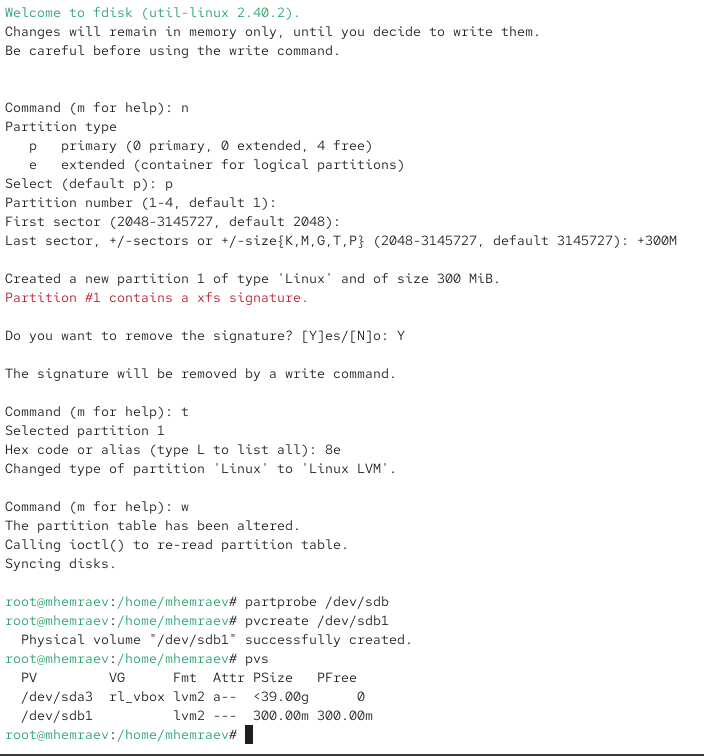 Welcome to fdisk (util-linux 2.40.2).
Changes will remain in memory only, until you decide to write them.
Be careful before using the write command.
Command (m for help): n
Partition type
   p   primary (0 primary, 0 extended, 4 free)
   e   extended (container for logical partitions)
Select (default p): p
Partition number (1-4, default 1):
First sector (2048-3145727, default 2048):
Last sector, +/-sectors or +/-size{K,M,G,T,P} (2048-3145727, default 3145727): +300M
Created a new partition 1 of type 'Linux' and of size 300 MiB.
Partition #1 contains a xfs signature.
Do you want to remove the signature? [Y]es/[N]o: Y
The signature will be removed by a write command.
Command (m for help): t
Selected partition 1
Hex code or alias (type L to list all): 8e
Changed type of partition 'Linux' to 'Linux LVM'.
Command (m for help): w
The partition table has been altered.
Calling ioctl() to re-read partition table.
Syncing disks.
root@mhemraev:/home/mhemraev# partprobe /dev/sdb
root@mhemraev:/home/mhemraev# pvcreate /dev/sdb1
  Physical volume "/dev/sdb1" successfully created.
root@mhemraev:/home/mhemraev# pvs
  PV         VG      Fmt  Attr PSize   PFree
  /dev/sda3  rl_vbox lvm2 a--  <39.00g      0
  /dev/sdb1          lvm2 ---  300.00m 300.00m
root@mhemraev:/home/mhemraev#